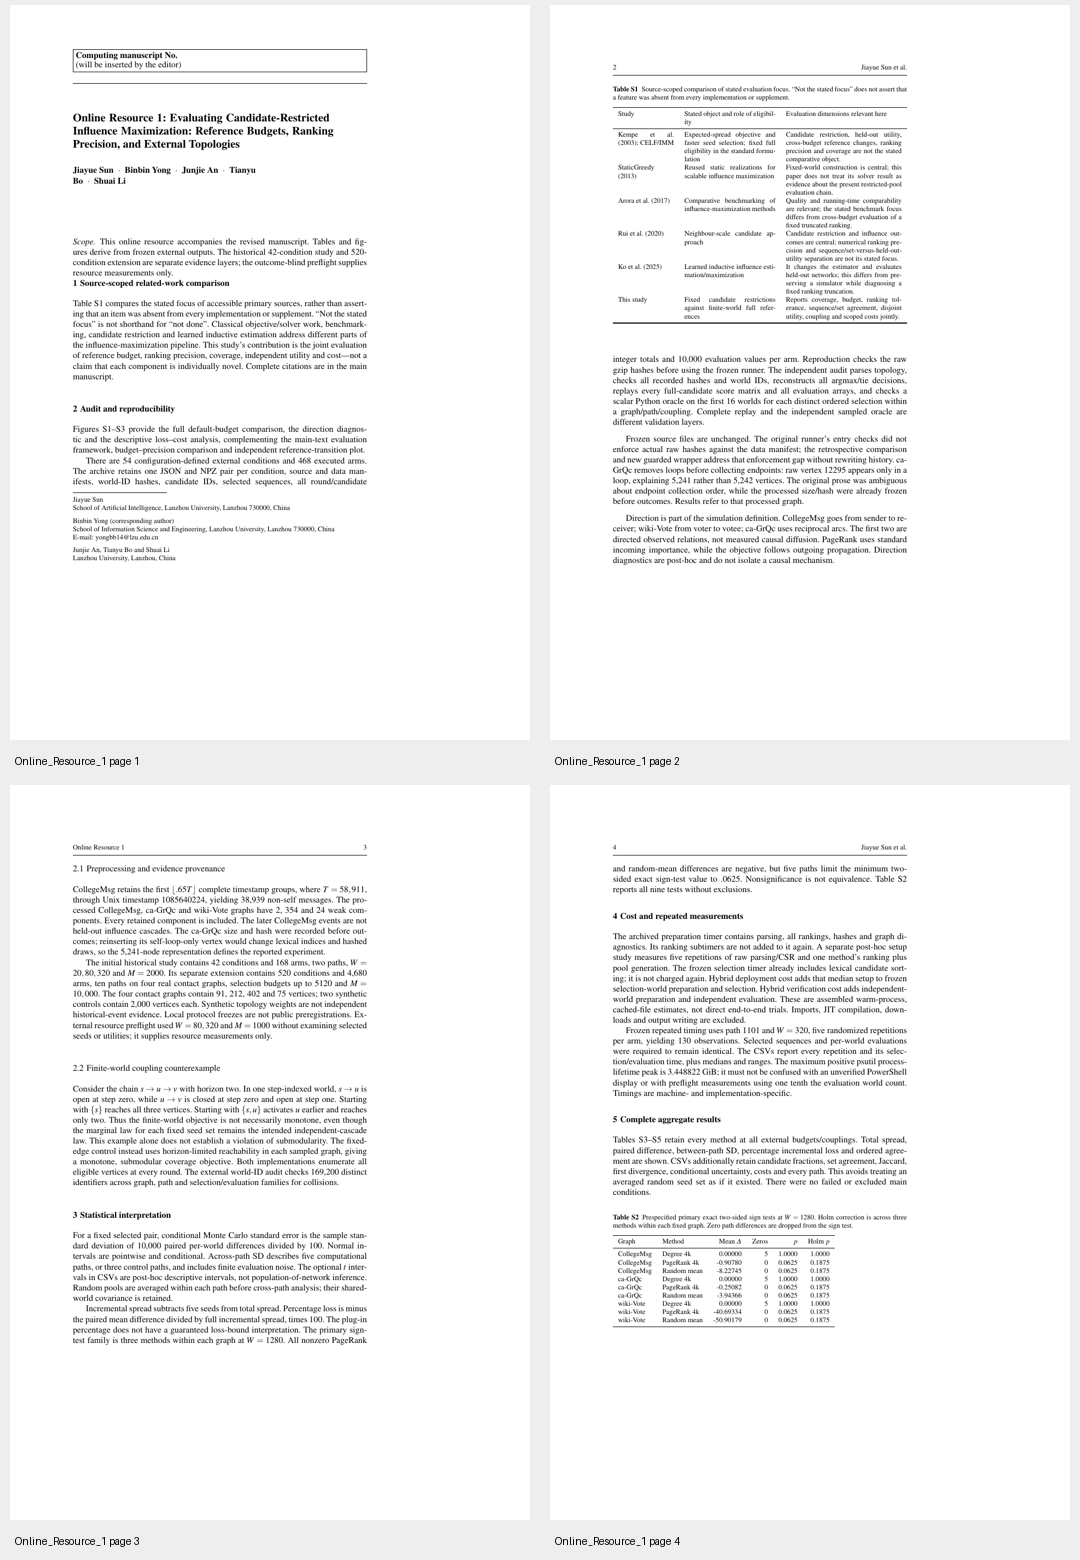 Computing manuscript No.
(will be inserted by the editor)
Online Resource 1: Evaluating Candidate-Restricted
Influence Maximization: Reference Budgets, Ranking
Precision, and External Topologies
Jiayue Sun · Binbin Yong · Junjie An · Tianyu
Bo · Shuai Li
Scope. This online resource accompanies the revised manuscript. Tables and fig-
ures derive from frozen external outputs. The historical 42-condition study and 520-
condition extension are separate evidence layers; the outcome-blind preflight supplies
resource measurements only.
1 Source-scoped related-work comparison
Table S1 compares the stated focus of accessible primary sources, rather than assert-
ing that an item was absent from every implementation or supplement. “Not the stated
focus” is not shorthand for “not done”. Classical objective/solver work, benchmark-
ing, candidate restriction and learned inductive estimation address different parts of
the influence-maximization pipeline. This study’s contribution is the joint evaluation
of reference budget, ranking precision, coverage, independent utility and cost—not a
claim that each component is individually novel. Complete citations are in the main
manuscript.
2 Audit and reproducibility
Figures S1–S3 provide the full default-budget comparison, the direction diagnos-
tic and the descriptive loss–cost analysis, complementing the main-text evaluation
framework, budget–precision comparison and independent reference-transition plot.
There are 54 configuration-defined external conditions and 468 executed arms.
The archive retains one JSON and NPZ pair per condition, source and data man-
ifests, world-ID hashes, candidate IDs, selected sequences, all round/candidate
Jiayue Sun
School of Artificial Intelligence, Lanzhou University, Lanzhou 730000, China
Binbin Yong (corresponding author)
School of Information Science and Engineering, Lanzhou University, Lanzhou 730000, China
E-mail: yongbb14@lzu.edu.cn
Junjie An, Tianyu Bo and Shuai Li
Lanzhou University, Lanzhou, China
Online_Resource_1 page 1
2 Jiayue Sun et al.
Table S1 Source-scoped comparison of stated evaluation focus. “Not the stated focus” does not assert that
a feature was absent from every implementation or supplement.
Study Stated object and role of eligibil- Evaluation dimensions relevant here
ity
Kempe et al. Expected-spread objective and Candidate restriction, held-out utility,
(2003); CELF/IMM faster seed selection; fixed full cross-budget reference changes, ranking
eligibility in the standard formu- precision and coverage are not the stated
lation comparative object.
StaticGreedy Reused static realizations for Fixed-world construction is central; this
(2013) scalable influence maximization paper does not treat its solver result as
evidence about the present restricted-pool
evaluation chain.
Arora et al. (2017) Comparative benchmarking of Quality and running-time comparability
influence-maximization methods are relevant; the stated benchmark focus
differs from cross-budget evaluation of a
fixed truncated ranking.
Rui et al. (2020) Neighbour-scale candidate ap- Candidate restriction and influence out-
proach comes are central; numerical ranking pre-
cision and sequence/set-versus-held-out-
utility separation are not its stated focus.
Ko et al. (2025) Learned inductive influence esti- It changes the estimator and evaluates
mation/maximization held-out networks; this differs from pre-
serving a simulator while diagnosing a
fixed ranking truncation.
This study Fixed candidate restrictions Reports coverage, budget, ranking tol-
against finite-world full refer- erance, sequence/set agreement, disjoint
ences utility, coupling and scoped costs jointly.
integer totals and 10,000 evaluation values per arm. Reproduction checks the raw
gzip hashes before using the frozen runner. The independent audit parses topology,
checks all recorded hashes and world IDs, reconstructs all argmax/tie decisions,
replays every full-candidate score matrix and all evaluation arrays, and checks a
scalar Python oracle on the first 16 worlds for each distinct ordered selection within
a graph/path/coupling. Complete replay and the independent sampled oracle are
different validation layers.
Frozen source files are unchanged. The original runner’s entry checks did not
enforce actual raw hashes against the data manifest; the retrospective comparison
and new guarded wrapper address that enforcement gap without rewriting history. ca-
GrQc removes loops before collecting endpoints: raw vertex 12295 appears only in a
loop, explaining 5,241 rather than 5,242 vertices. The original prose was ambiguous
about endpoint collection order, while the processed size/hash were already frozen
before outcomes. Results refer to that processed graph.
Direction is part of the simulation definition. CollegeMsg goes from sender to re-
ceiver; wiki-Vote from voter to votee; ca-GrQc uses reciprocal arcs. The first two are
directed observed relations, not measured causal diffusion. PageRank uses standard
incoming importance, while the objective follows outgoing propagation. Direction
diagnostics are post-hoc and do not isolate a causal mechanism.
Online_Resource_1 page 2
Online Resource 1 3
2.1 Preprocessing and evidence provenance
CollegeMsg retains the first ⌊.65T⌋ complete timestamp groups, where T = 58,911,
through Unix timestamp 1085640224, yielding 38,939 non-self messages. The pro-
cessed CollegeMsg, ca-GrQc and wiki-Vote graphs have 2, 354 and 24 weak com-
ponents. Every retained component is included. The later CollegeMsg events are not
held-out influence cascades. The ca-GrQc size and hash were recorded before out-
comes; reinserting its self-loop-only vertex would change lexical indices and hashed
draws, so the 5,241-node representation defines the reported experiment.
The initial historical study contains 42 conditions and 168 arms, two paths, W =
20,80,320 and M = 2000. Its separate extension contains 520 conditions and 4,680
arms, ten paths on four real contact graphs, selection budgets up to 5120 and M =
10,000. The four contact graphs contain 91, 212, 402 and 75 vertices; two synthetic
controls contain 2,000 vertices each. Synthetic topology weights are not independent
historical-event evidence. Local protocol freezes are not public preregistrations. Ex-
ternal resource preflight used W = 80,320 and M = 1000 without examining selected
seeds or utilities; it supplies resource measurements only.
2.2 Finite-world coupling counterexample
Consider the chain s → u → v with horizon two. In one step-indexed world, s → u is
open at step zero, while u → v is closed at step zero and open at step one. Starting
with {s} reaches all three vertices. Starting with {s,u} activates u earlier and reaches
only two. Thus the finite-world objective is not necessarily monotone, even though
the marginal law for each fixed seed set remains the intended independent-cascade
law. This example alone does not establish a violation of submodularity. The fixed-
edge control instead uses horizon-limited reachability in each sampled graph, giving
a monotone, submodular coverage objective. Both implementations enumerate all
eligible vertices at every round. The external world-ID audit checks 169,200 distinct
identifiers across graph, path and selection/evaluation families for collisions.
3 Statistical interpretation
For a fixed selected pair, conditional Monte Carlo standard error is the sample stan-
dard deviation of 10,000 paired per-world differences divided by 100. Normal in-
tervals are pointwise and conditional. Across-path SD describes five computational
paths, or three control paths, and includes finite evaluation noise. The optional t inter-
vals in CSVs are post-hoc descriptive intervals, not population-of-network inference.
Random pools are averaged within each path before cross-path analysis; their shared-
world covariance is retained.
Incremental spread subtracts five seeds from total spread. Percentage loss is minus
the paired mean difference divided by full incremental spread, times 100. The plug-in
percentage does not have a guaranteed loss-bound interpretation. The primary sign-
test family is three methods within each graph at W = 1280. All nonzero PageRank
Online_Resource_1 page 3
4 Jiayue Sun et al.
and random-mean differences are negative, but five paths limit the minimum two-
sided exact sign-test value to .0625. Nonsignificance is not equivalence. Table S2
reports all nine tests without exclusions.
4 Cost and repeated measurements
The archived preparation timer contains parsing, all rankings, hashes and graph di-
agnostics. Its ranking subtimers are not added to it again. A separate post-hoc setup
study measures five repetitions of raw parsing/CSR and one method’s ranking plus
pool generation. The frozen selection timer already includes lexical candidate sort-
ing; it is not charged again. Hybrid deployment cost adds that median setup to frozen
selection-world preparation and selection. Hybrid verification cost adds independent-
world preparation and independent evaluation. These are assembled warm-process,
cached-file estimates, not direct end-to-end trials. Imports, JIT compilation, down-
loads and output writing are excluded.
Frozen repeated timing uses path 1101 and W = 320, five randomized repetitions
per arm, yielding 130 observations. Selected sequences and per-world evaluations
were required to remain identical. The CSVs report every repetition and its selec-
tion/evaluation time, plus medians and ranges. The maximum positive psutil process-
lifetime peak is 3.448822 GiB; it must not be confused with an unverified PowerShell
display or with preflight measurements using one tenth the evaluation world count.
Timings are machine- and implementation-specific.
5 Complete aggregate results
Tables S3–S5 retain every method at all external budgets/couplings. Total spread,
paired difference, between-path SD, percentage incremental loss and ordered agree-
ment are shown. CSVs additionally retain candidate fractions, set agreement, Jaccard,
first divergence, conditional uncertainty, costs and every path. This avoids treating an
averaged random seed set as if it existed. There were no failed or excluded main
conditions.
Table S2 Prespecified primary exact two-sided sign tests at W = 1280. Holm correction is across three
methods within each fixed graph. Zero path differences are dropped from the sign test.
Graph Method Mean Δ Zeros p Holm p
CollegeMsg Degree 4k 0.00000 5 1.0000 1.0000
CollegeMsg PageRank 4k -0.90780 0 0.0625 0.1875
CollegeMsg Random mean -8.22745 0 0.0625 0.1875
ca-GrQc Degree 4k 0.00000 5 1.0000 1.0000
ca-GrQc PageRank 4k -0.25082 0 0.0625 0.1875
ca-GrQc Random mean -3.94366 0 0.0625 0.1875
wiki-Vote Degree 4k 0.00000 5 1.0000 1.0000
wiki-Vote PageRank 4k -40.69334 0 0.0625 0.1875
wiki-Vote Random mean -50.90179 0 0.0625 0.1875
Online_Resource_1 page 4